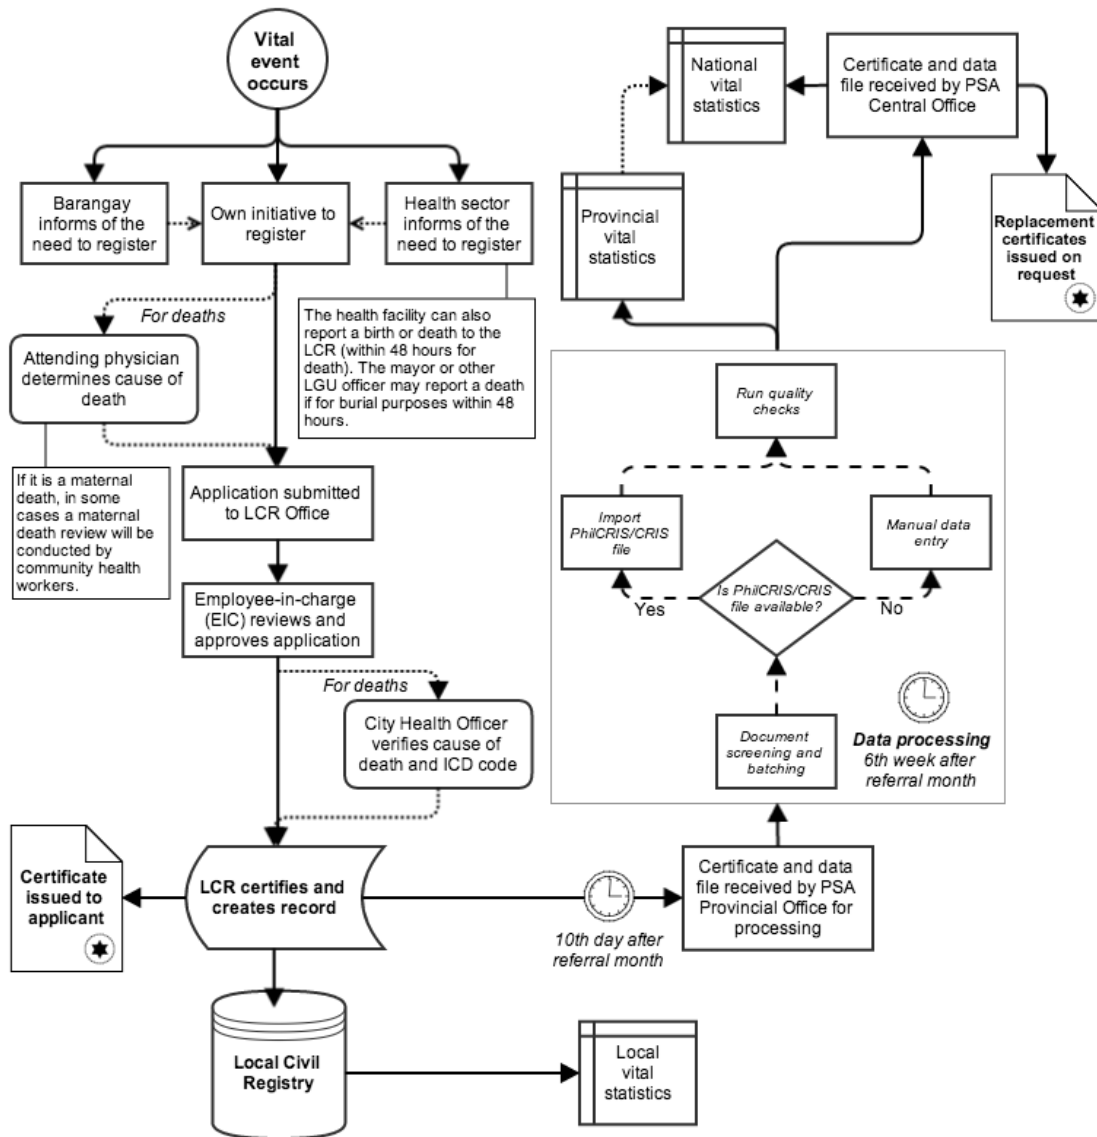 Vital
event
occurs
Barangay
informs of the
need to register
Own initiative to
register
Health sector
informs of the
need to register
For deaths
The health facility can also
report a birth or death to the
LCR (within 48 hours for
death). The mayor or other
LGU officer may report a death
if for burial purposes within 48
hours.
Attending physician
determines cause of
death
If it is a maternal
death, in some
cases a maternal
death review will be
conducted by
community health
workers.
Application submitted
to LCR Office
Employee-in-charge
(EIC) reviews and
approves application
For deaths
City Health Officer
verifies cause of
death and ICD code
Certificate
issued to
applicant
LCR certifies and
creates record
10th day after
referral month
Certificate and data
file received by PSA
Provincial Office for
processing
Local Civil
Registry
Local
vital
statistics
Document
screening and
batching
Data processing
6th week after
referral month
Is PhilCRIS/CRIS
file available?
Yes
No
Import
PhilCRIS/CRIS
file
Manual data
entry
Run quality
checks
Provincial
vital
statistics
National
vital
statistics
Certificate and data
file received by PSA
Central Office
Replacement
certificates
issued on
request